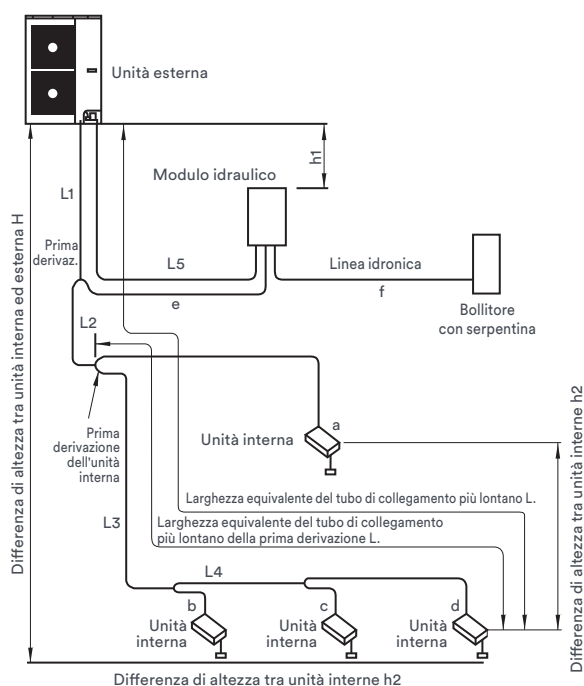 Unità esterna
h1
Modulo idraulico
L1
Prima
derivaz.
L5
Linea idronica
e
f
Bollitore
con serpentina
L2
a
Unità interna
Prima
derivazione
dell'unità
interna
Larghezza equivalente del tubo di collegamento più lontano L.
L3
Larghezza equivalente del tubo di collegamento
più lontano della prima derivazione L.
L4
b
c
d
Unità
interna
Unità
interna
Unità
interna
Differenza di altezza tra unità interna ed esterna H
Differenza di altezza tra unità interne h2
Differenza di altezza tra unità interne h2